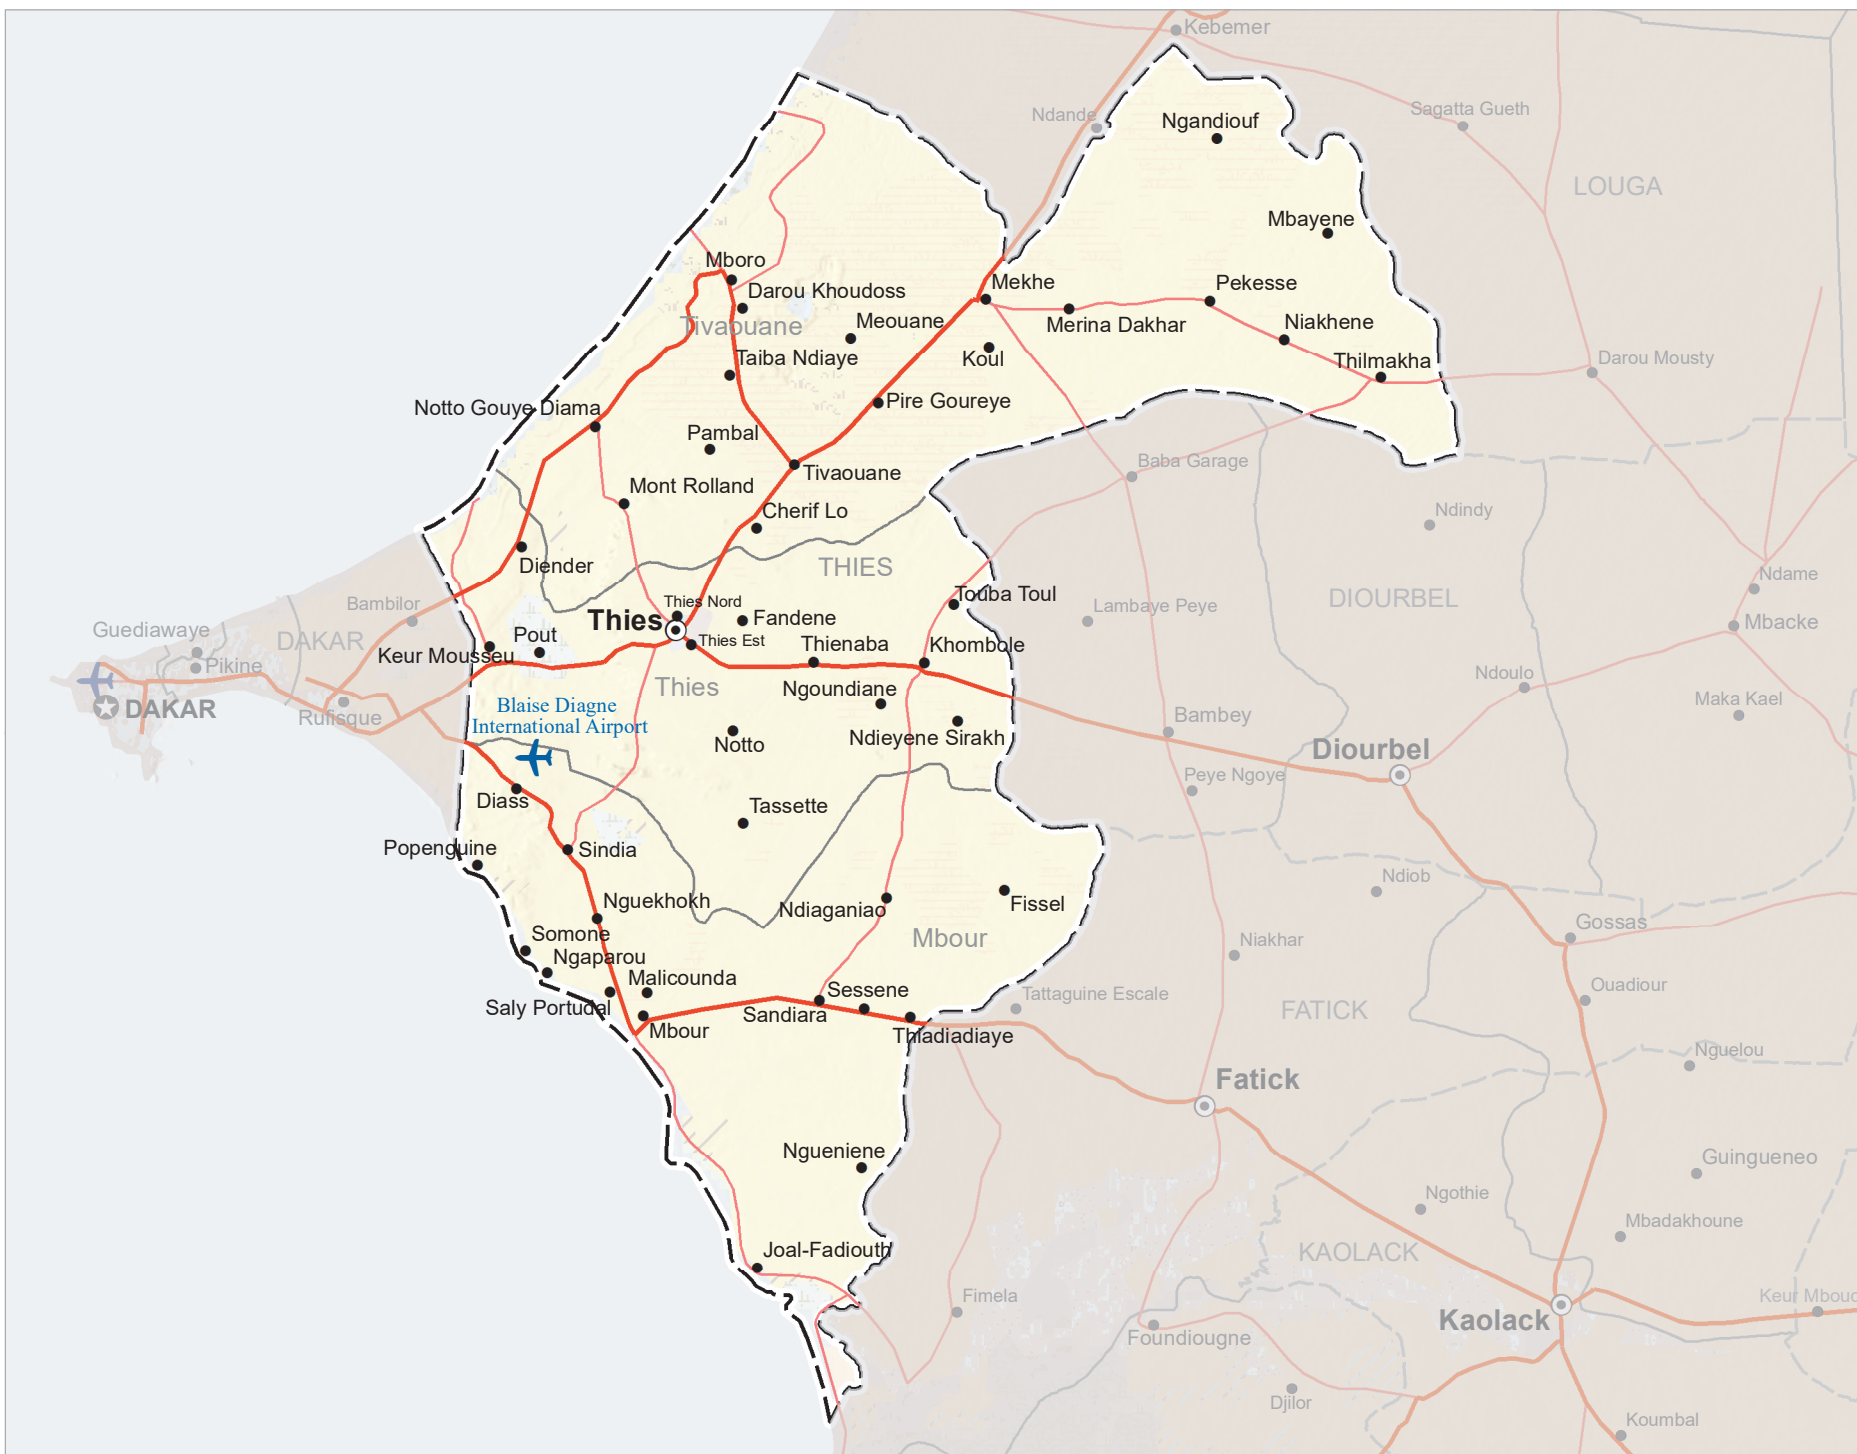 Kebemer
Ndande
Sagatta Gueth
Ngandiouf
LOUGA
Mbayene
Mboro
Mekhe
Pekesse
Darou Khoudoss
Tivaouane
Meouane
Merina Dakhar
Niakhene
Koul
Taiba Ndiaye
Thilmakha
Darou Mousty
Notto Gouye Diama
Pire Goureye
Pambal
Tivaouane
Baba Garage
Mont Rolland
Cherif Lo
Ndindy
Diender
THIES
Ndame
Touba Toul
DIOURBEL
Bambilor
Thies Nord
Lambaye Peye
Thies
Fandene
Mbacke
Guediawaye
DAKAR
Pout
Thies Est
Thienaba
Khombole
Keur Mousseu
Pikine
Ndoulo
Thies
Ngoundiane
Maka Kael
DAKAR
Rufisque
Blaise Diagne
International Airport
Bambey
Notto
Ndieyene Sirakh
Diourbel
Peye Ngoye
Diass
Tassette
Popenguine
Sindia
Ndiob
Nguekhokh
Ndiaganiao
Fissel
Gossas
Somone
Mbour
Niakhar
Ngaparou
Malicounda
Sessene
Tattaguine Escale
Ouadiour
Saly Portudal
Sandiara
FATICK
Mbour
Thiadiadiaye
Nguelou
Fatick
Ngueniene
Guingueneo
Ngothie
Mbadakhoune
Joal-Fadiouth
KAOLACK
Fimela
Keur Mbouc
Kaolack
Foundiougne
Djilor
Koumbal